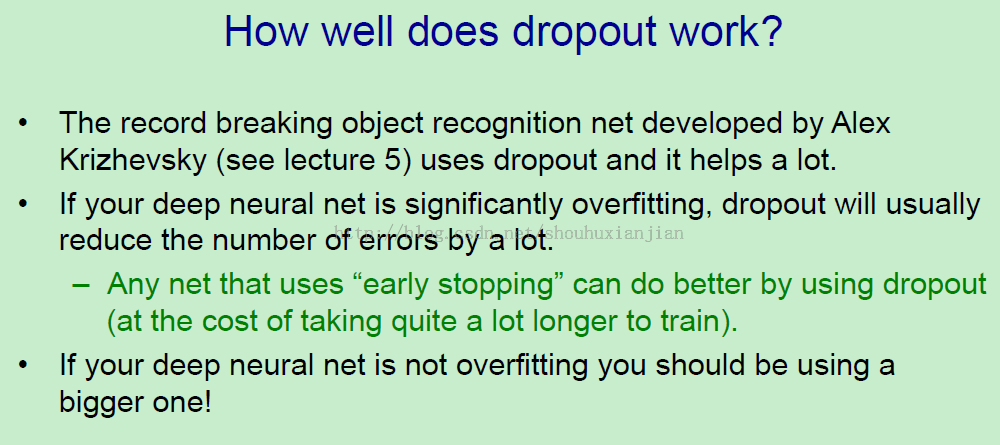 How well does dropout work?
• The record breaking object recognition net developed by Alex
Krizhevsky (see lecture 5) uses dropout and it helps a lot.
• If your deep neural net is significantly overfitting, dropout will usually
reduce the number of errors by a lot.
http://blog.csdn.net/shouhuxianjian
– Any net that uses “early stopping” can do better by using dropout
(at the cost of taking quite a lot longer to train).
• If your deep neural net is not overfitting you should be using a
bigger one!